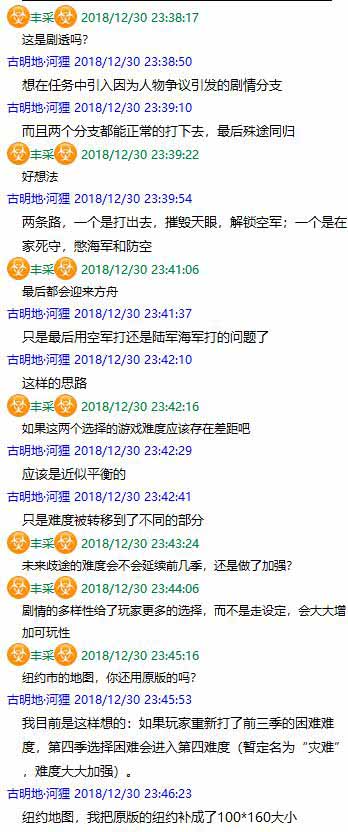 丰采 2018/12/30 23:38:17
这是剧透吗?
古明地·河狸 2018/12/30 23:38:50
想在任务中引入因为人物争议引发的剧情分支
古明地·河狸 2018/12/30 23:39:10
而且两个分支都能正常的打下去，最后殊途同归
丰采 2018/12/30 23:39:22
好想法
古明地·河狸 2018/12/30 23:39:54
两条路，一个是打出去，摧毁天眼，解锁空军；一个是在
家死守，憋海军和防空
丰采 2018/12/30 23:41:06
最后都会迎来方舟
古明地·河狸 2018/12/30 23:41:37
只是最后用空军打还是陆军海军打的问题了
古明地·河狸 2018/12/30 23:42:10
这样的思路
丰采 2018/12/30 23:42:16
如果这两个选择的游戏难度应该存在差距吧
古明地·河狸 2018/12/30 23:42:29
应该是近似平衡的
古明地·河狸 2018/12/30 23:42:41
只是难度被转移到了不同的部分
丰采 2018/12/30 23:43:24
未来歧途的难度会不会延续前几季，还是做了加强?
丰采 2018/12/30 23:44:06
剧情的多样性给了玩家更多的选择，而不是走设定，会大大增
加可玩性
丰采 2018/12/30 23:45:16
纽约市的地图，你还用原版的吗?
古明地·河狸 2018/12/30 23:45:53
我目前是这样想的：如果玩家重新打了前三季的困难难
度，第四季选择困难会进入第四难度（暂定名为“灾难”
，难度大大加强）。
古明地·河狸 2018/12/30 23:46:23
纽约地图，我把原版的纽约补成了100*160大小